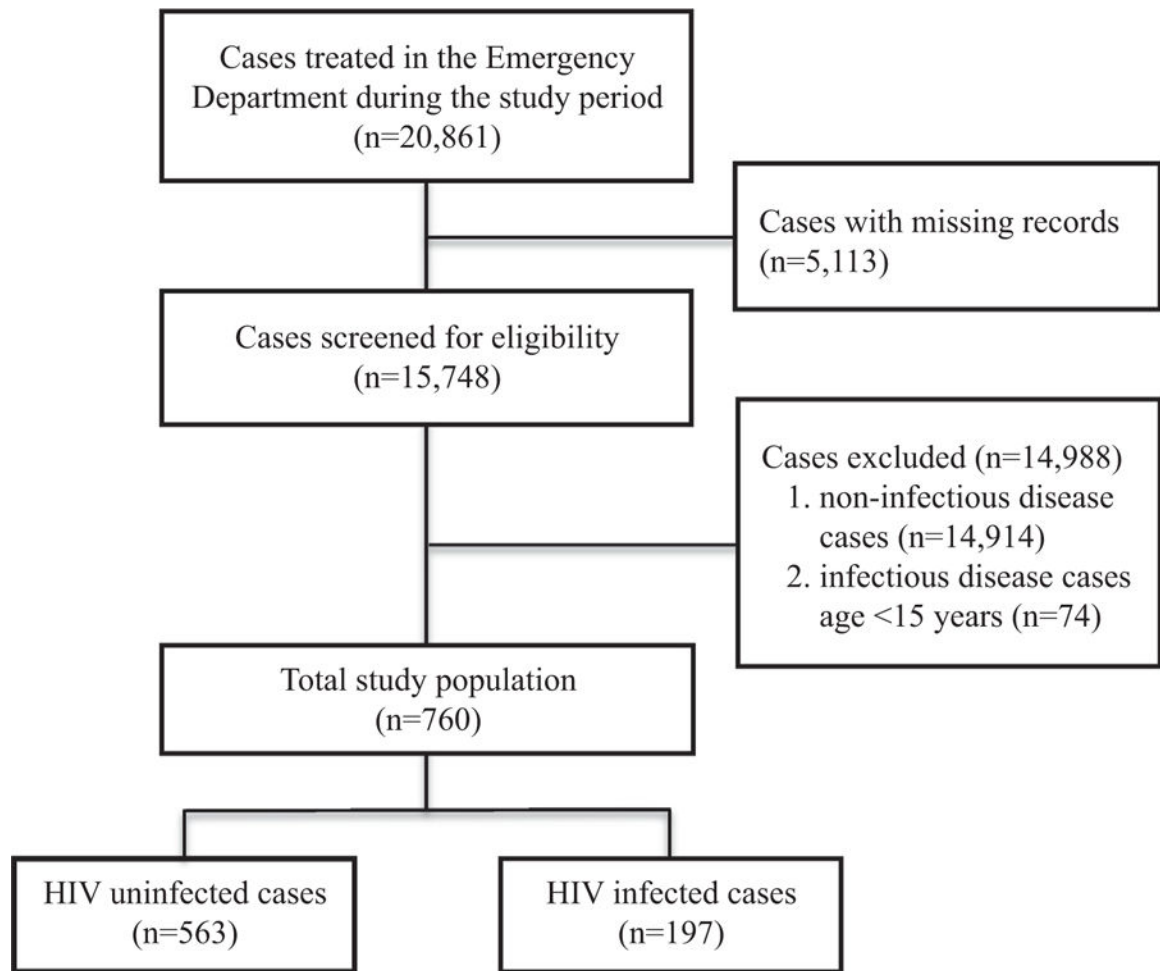 Cases treated in the Emergency
Department during the study period
(n=20,861)
Cases with missing records
(n=5,113)
Cases screened for eligibility
(n=15,748)
Cases excluded (n=14,988)
1. non-infectious disease
cases (n=14,914)
2. infectious disease cases
age <15 years (n=74)
Total study population
(n=760)
HIV uninfected cases
(n=563)
HIV infected cases
(n=197)